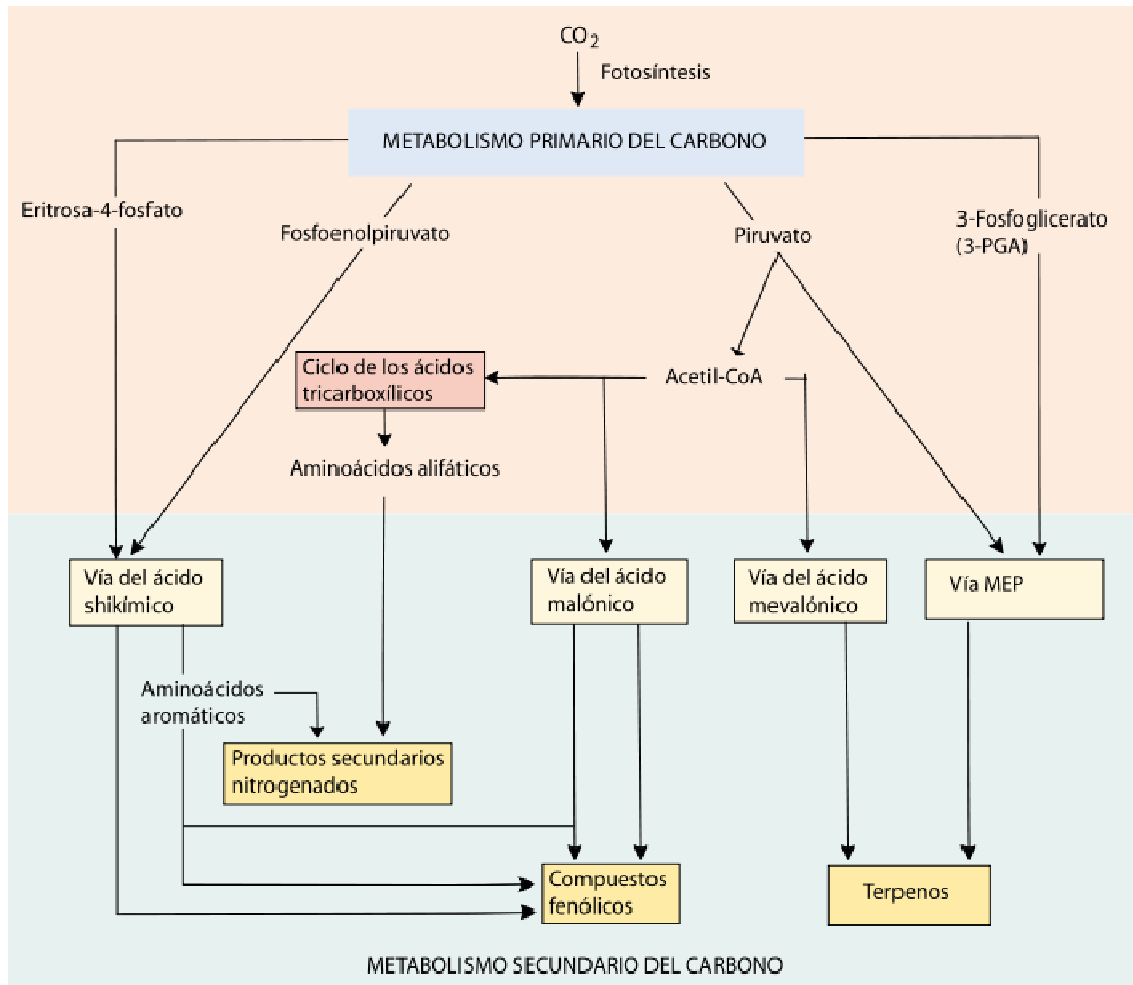 CO2
Fotosíntesis
METABOLISMO PRIMARIO DEL CARBONO
Eritrosa-4-fosfato
Fosfoenolpiruvato
Piruvato
3-Fosfoglicerato
(3-PGA)
Ciclo de los ácidos
tricarboxílicos
Acetil-CoA
Aminoácidos alifáticos
Vía del ácido
shikímico
Vía del ácido
malónico
Vía del ácido
mevalónico
Vía MEP
Aminoácidos
aromáticos
Productos secundarios
nitrogenados
Compuestos
fenólicos
Terpenos
METABOLISMO SECUNDARIO DEL CARBONO